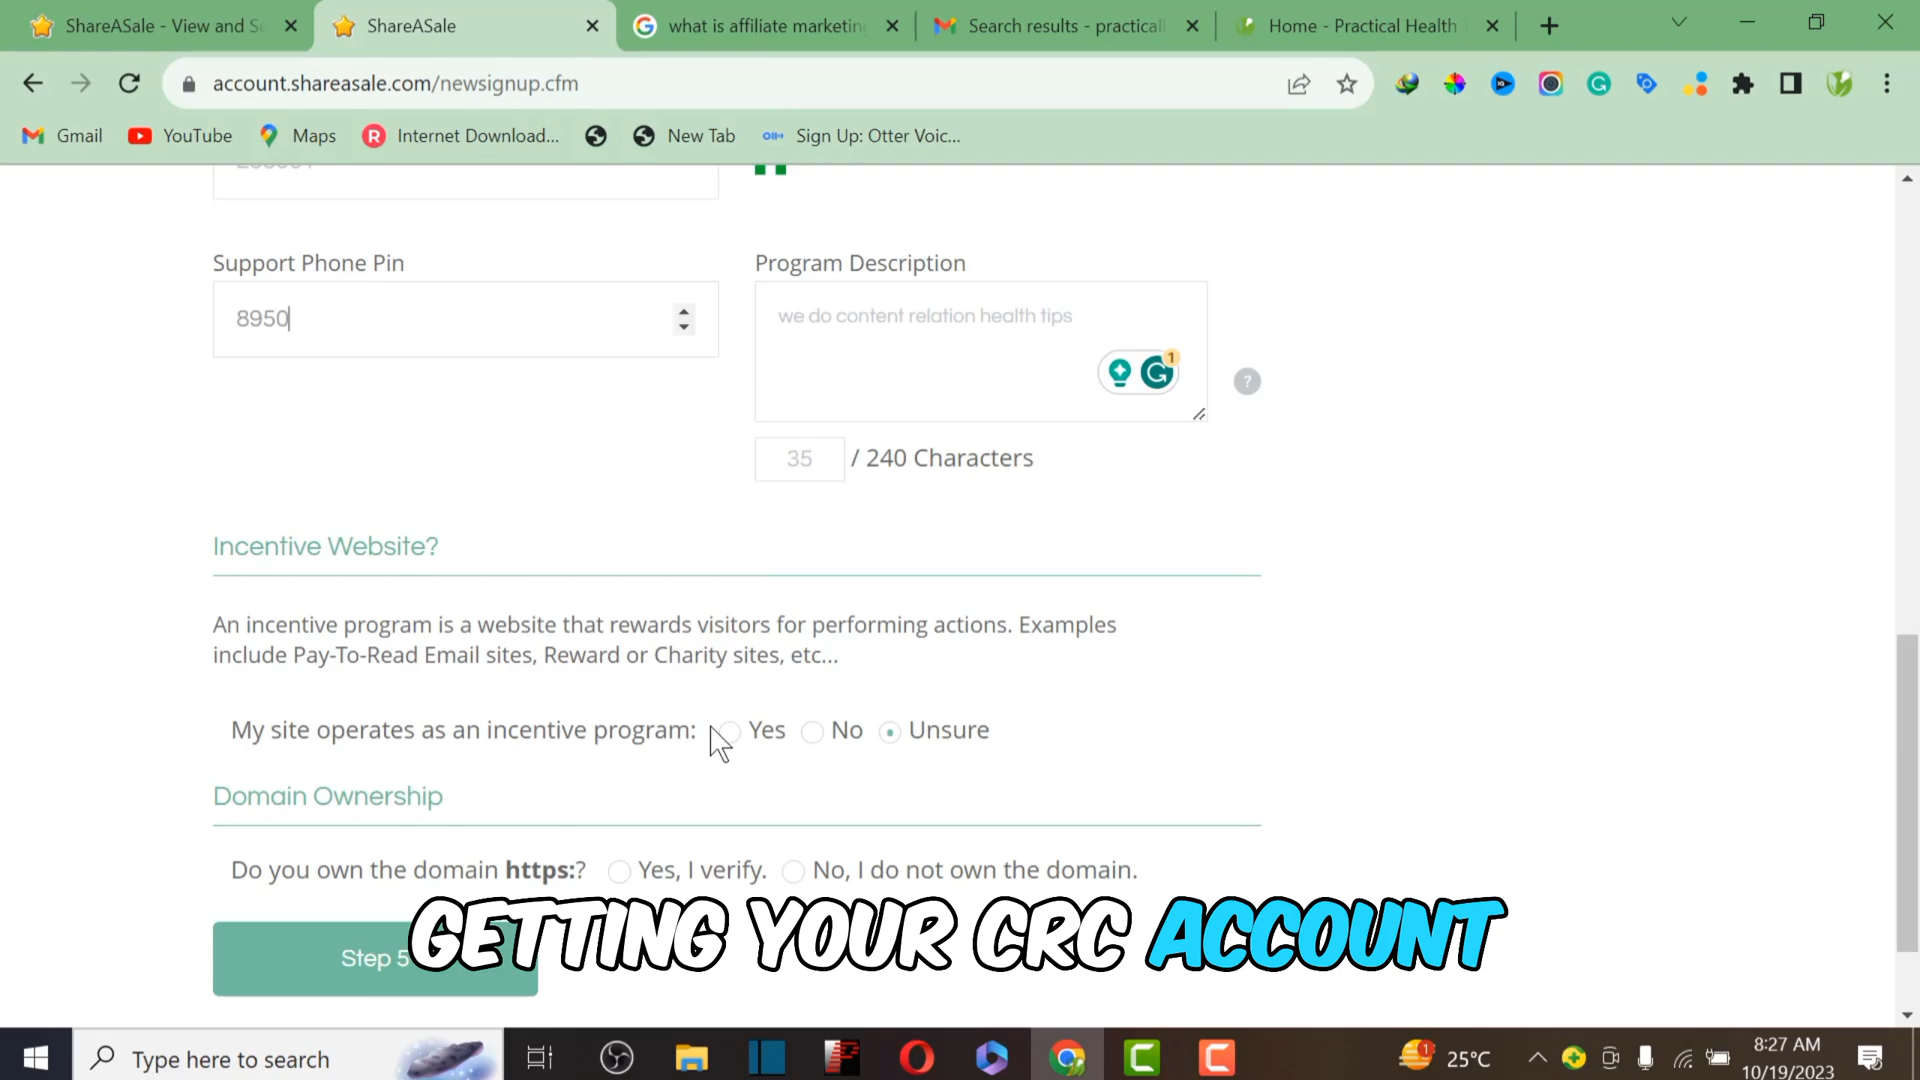 ShareASale - View and Se
ShareASale
what is affiliate marketing
Search results - practicall
Home - Practical Health
account.shareasale.com/newsignup.cfm
Gmail
YouTube
Maps
Internet Download...
New Tab
Sign Up: Otter Voic...
Support Phone Pin
Program Description
8950
we do content relation health tips
1
?
35 / 240 Characters
Incentive Website?
An incentive program is a website that rewards visitors for performing actions. Examples
include Pay-To-Read Email sites, Reward or Charity sites, etc...
My site operates as an incentive program: Yes No Unsure
Domain Ownership
Do you own the domain https:? Yes, I verify. No, I do not own the domain.
GETTING YOUR CRC ACCOUNT
Step 5
Type here to search
1
25°C
8:27 AM
10/19/2023